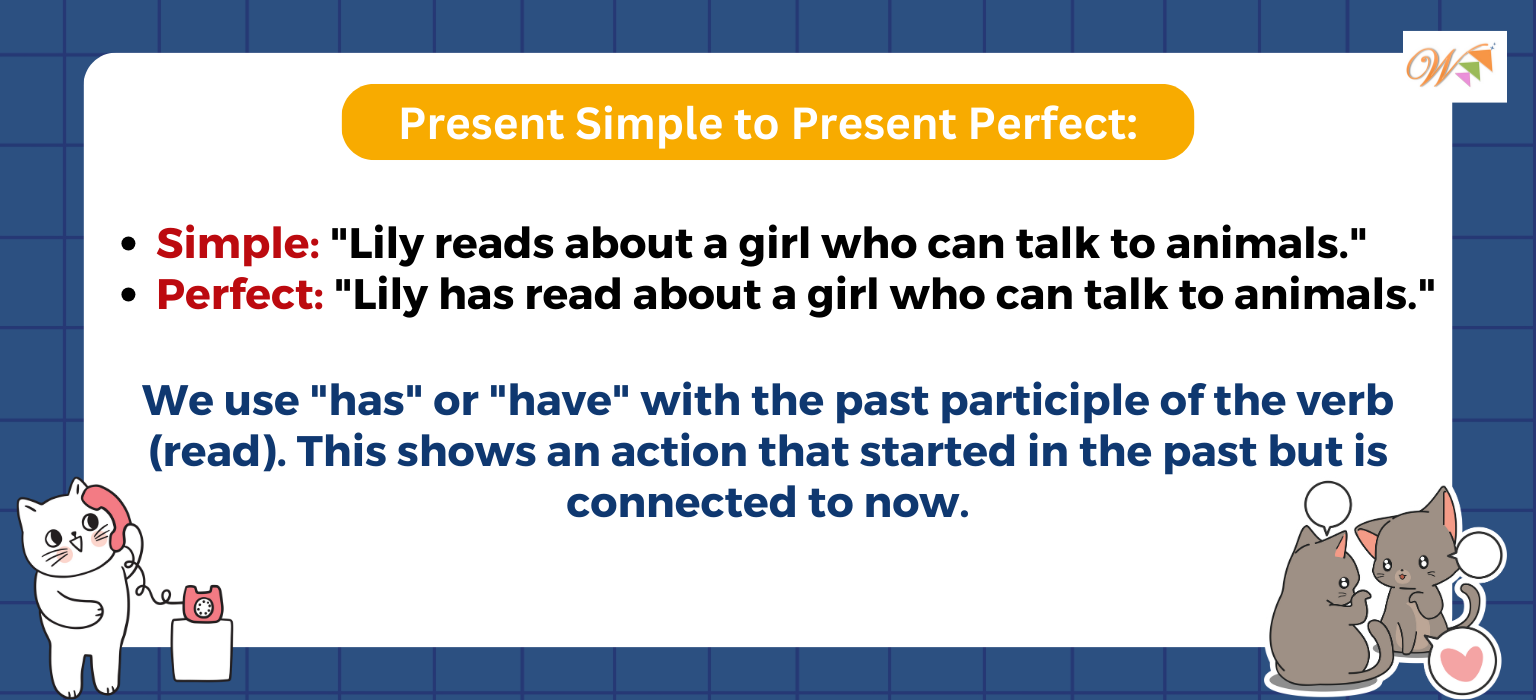 W
Present Simple to Present Perfect:
• Simple: "Lily reads about a girl who can talk to animals."
• Perfect: "Lily has read about a girl who can talk to animals."
We use "has" or "have" with the past participle of the verb
(read). This shows an action that started in the past but is
connected to now.